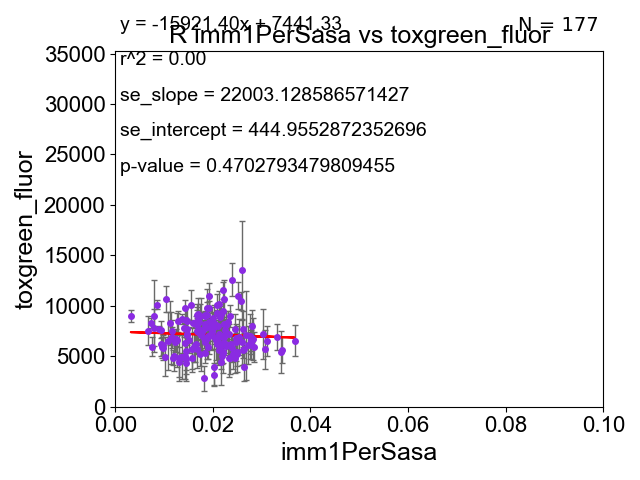 y = -15921.40x + 7441.33
N = 177
R imm1PerSasa vs toxgreen_fluor
r^2 = 0.00
se_slope = 22003.128586571427
se_intercept = 444.9552872352696
p-value = 0.4702793479809455
35000
30000
25000
20000
15000
10000
5000
0
toxgreen_fluor
0.00 0.02 0.04 0.06 0.08 0.10
imm1PerSasa